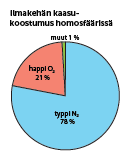 Ilmakehän kaasu-
koostumus homosfäärissä
muut 1 %
happi O₂
21 %
typpi N₂
78 %